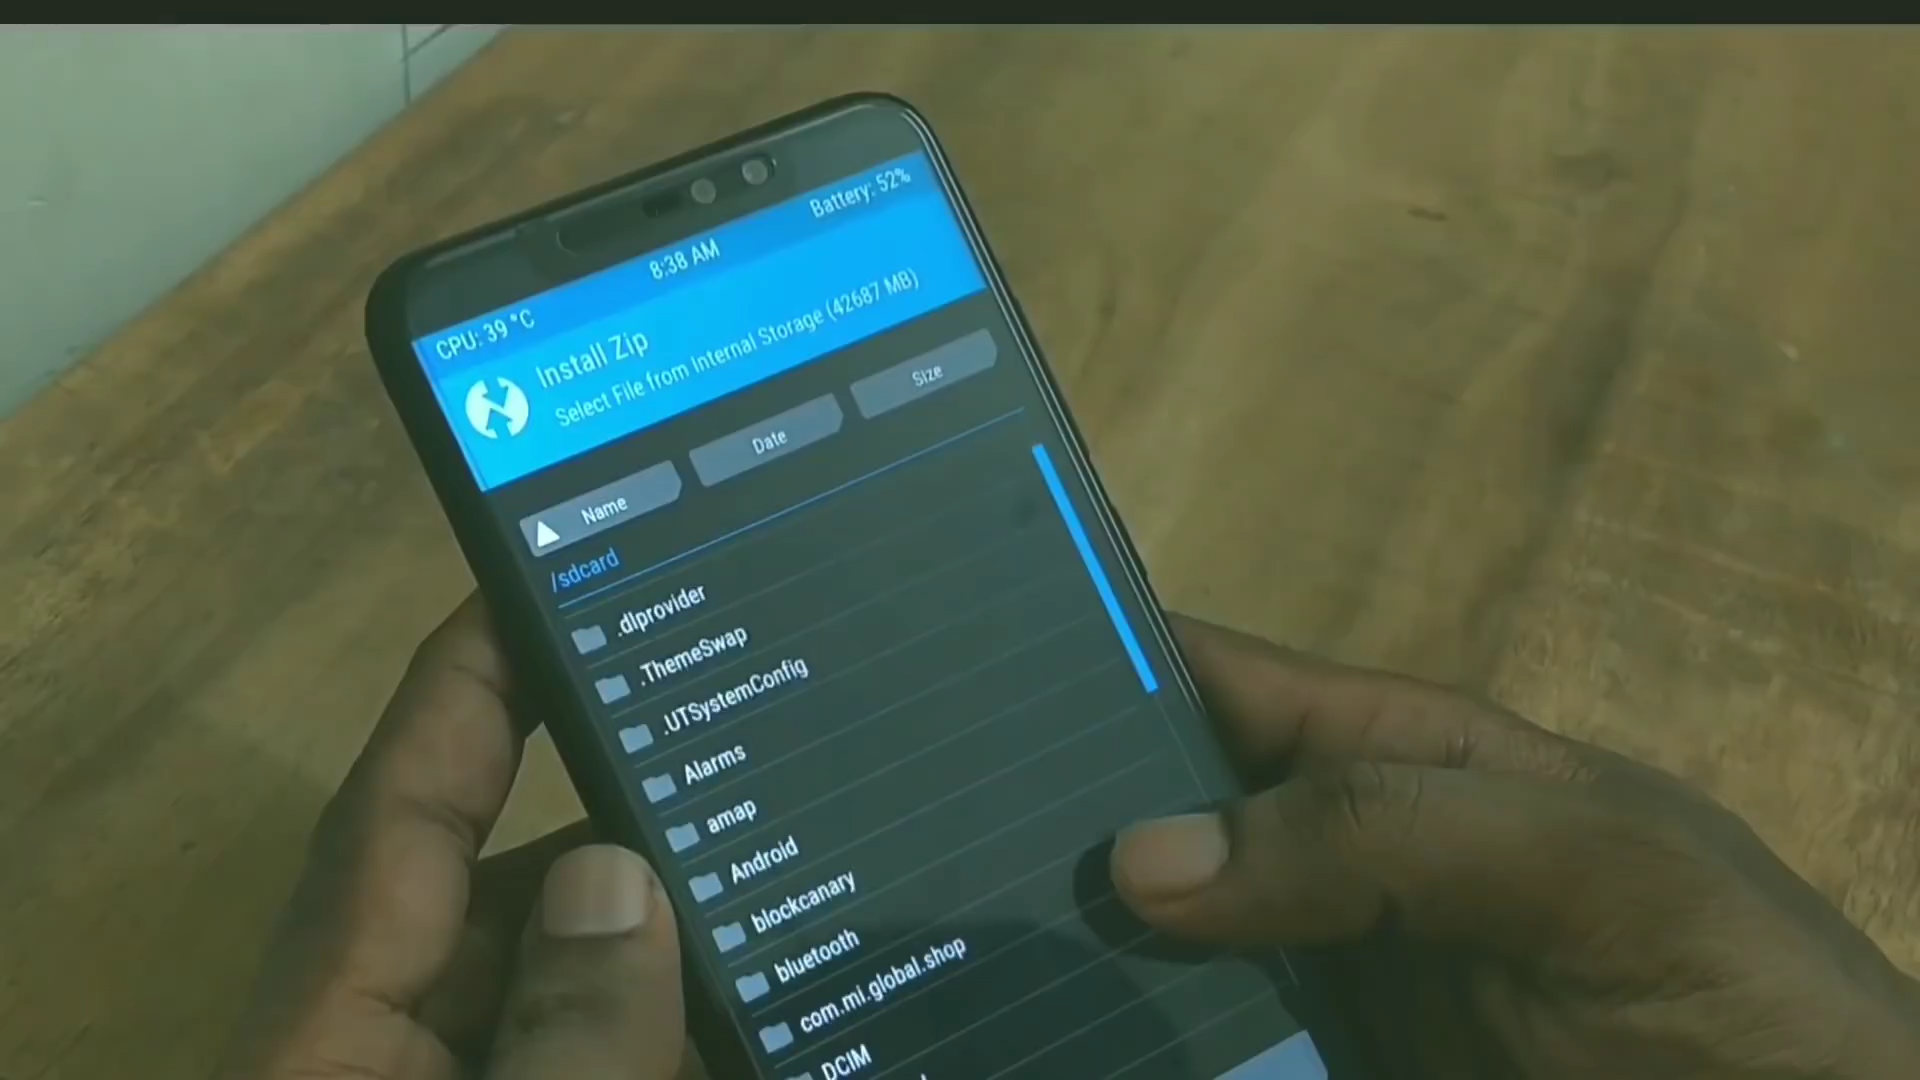 CPU: 39 °C
8:38 AM
Battery: 52%
Install Zip
Select File from Internal Storage (42687 MB)
Name
Date
Size
/sdcard
.dlprovider
.ThemeSwap
.UTSystemConfig
Alarms
amap
Android
blockcanary
bluetooth
com.mi.global.shop
DCIM